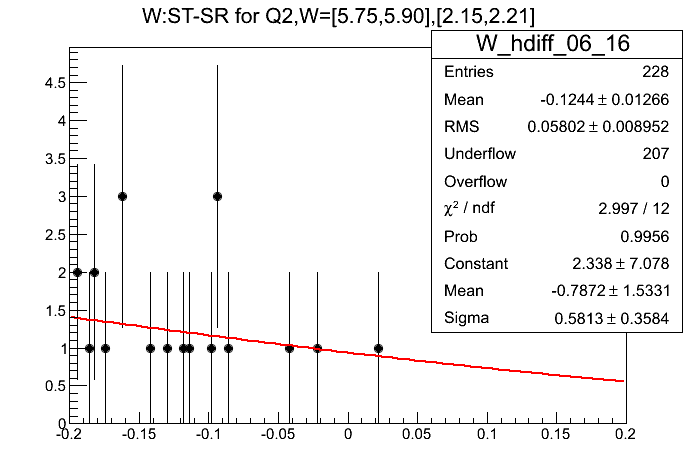 W:ST-SR for Q2,W=[5.75,5.90],[2.15,2.21]
W_hdiff_06_16
Entries 228
Mean -0.1244 ± 0.01266
RMS 0.05802 ± 0.008952
Underflow 207
Overflow 0
χ² / ndf 2.997 / 12
Prob 0.9956
Constant 2.338 ± 7.078
Mean -0.7872 ± 1.5331
Sigma 0.5813 ± 0.3584
4.5
4
3.5
3
2.5
2
1.5
1
0.5
0
-0.2 -0.15 -0.1 -0.05 0 0.05 0.1 0.15 0.2